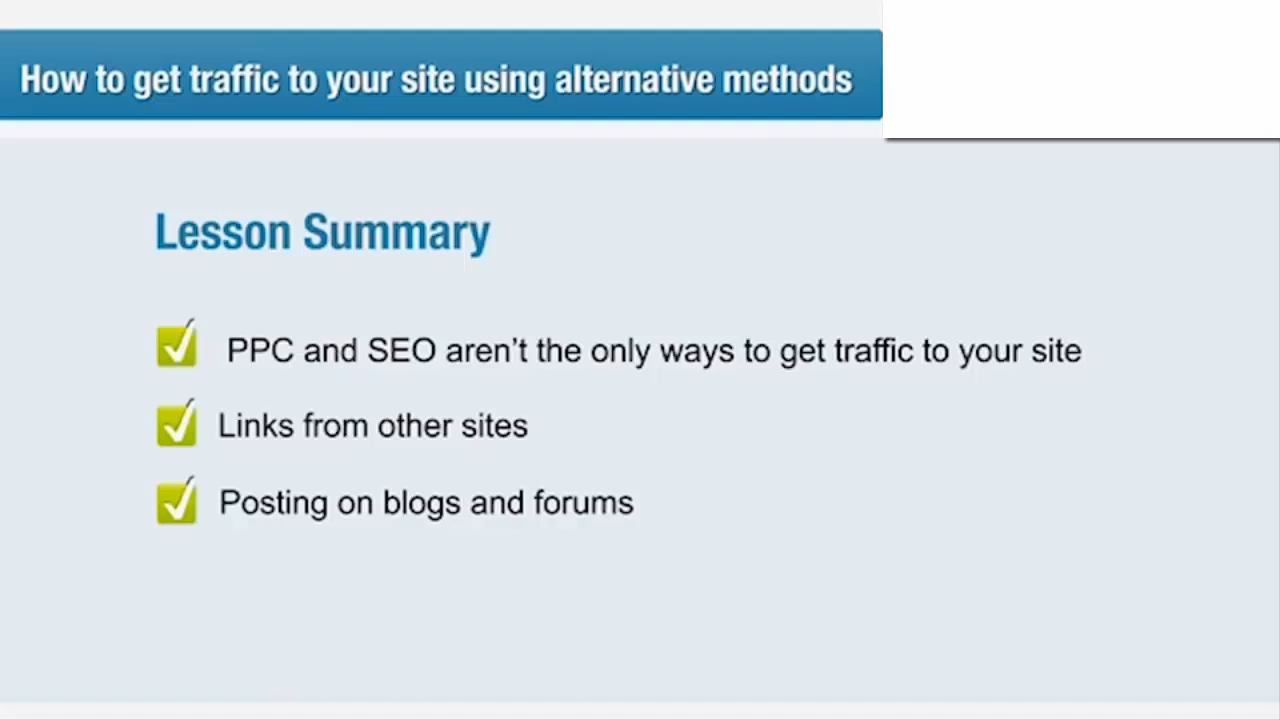 How to get traffic to your site using alternative methods
Lesson Summary
PPC and SEO aren’t the only ways to get traffic to your site
Links from other sites
Posting on blogs and forums